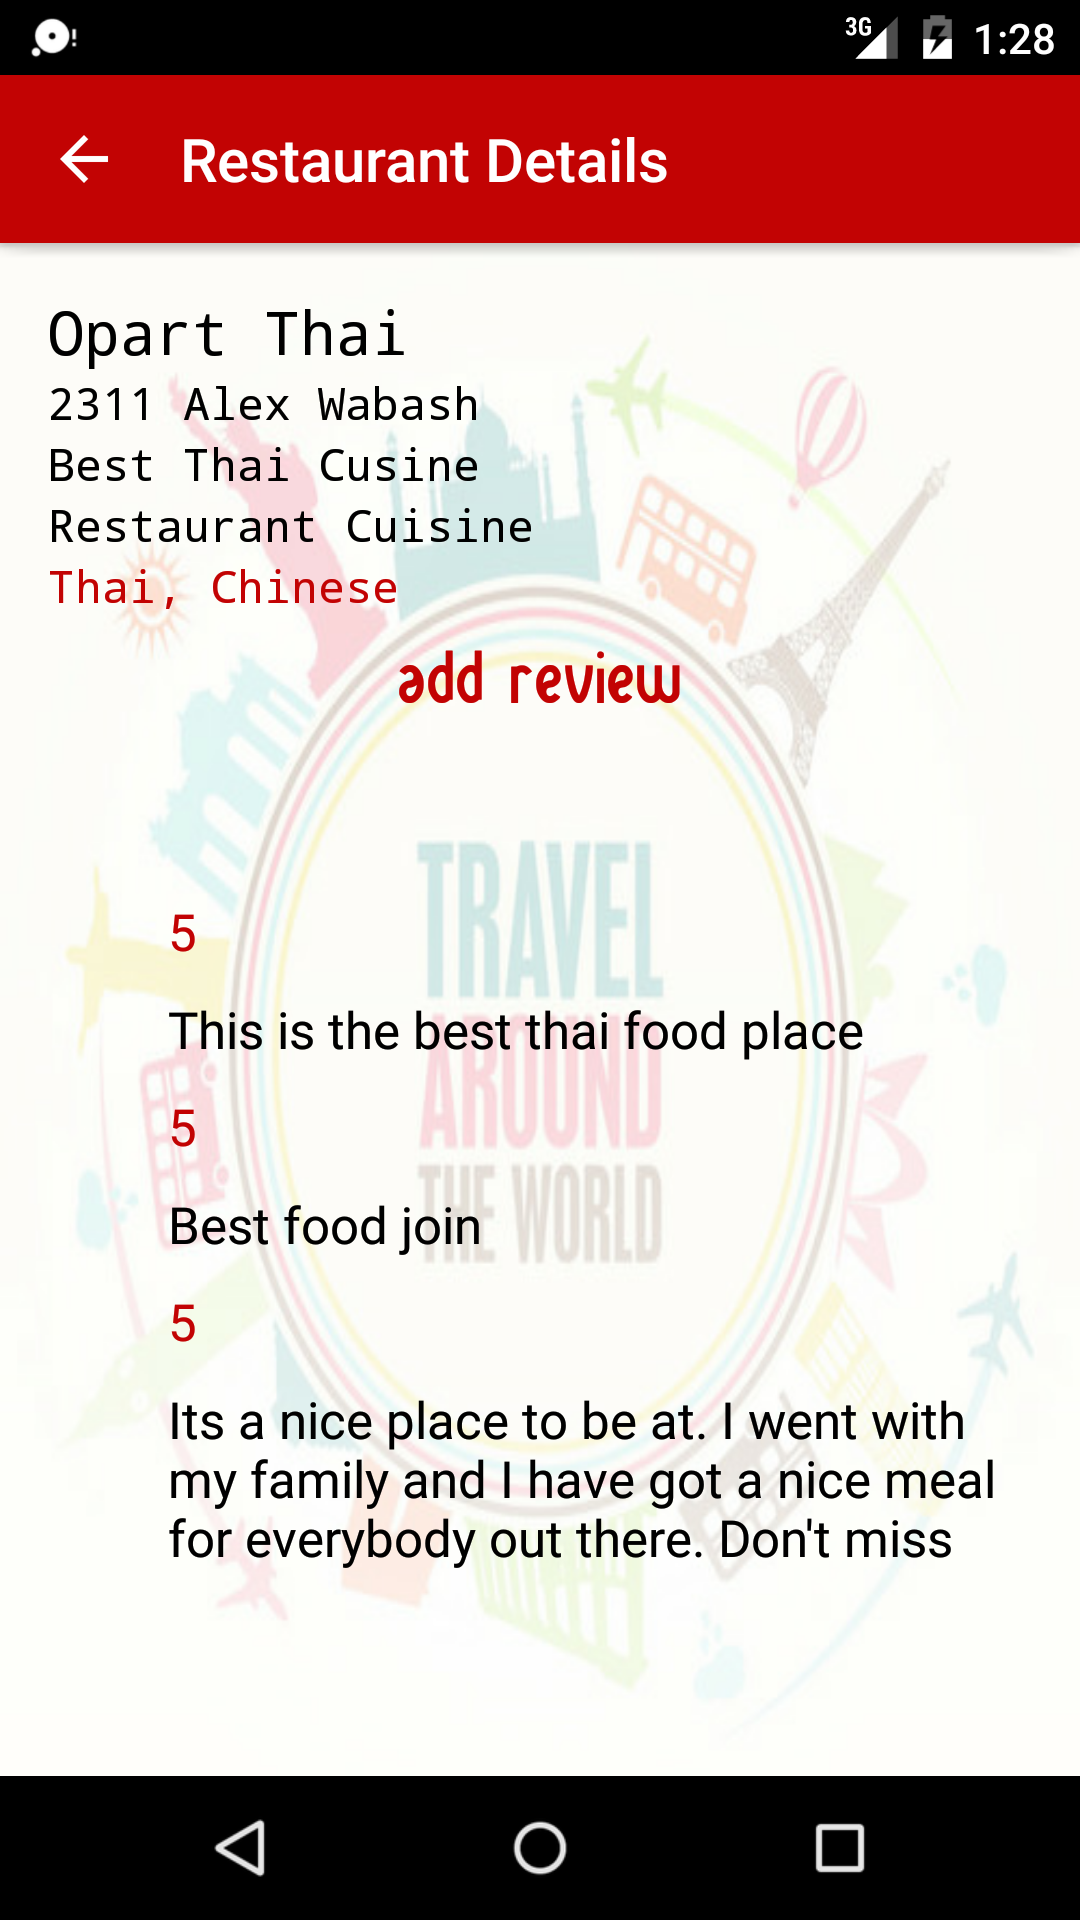 3G
1:28
Restaurant Details
Opart Thai
2311 Alex Wabash
Best Thai Cusine
Restaurant Cuisine
Thai, Chinese
add review
TRAVEL
AROUND
THE WORLD
5
This is the best thai food place
5
Best food join
5
Its a nice place to be at. I went with
my family and I have got a nice meal
for everybody out there. Don't miss